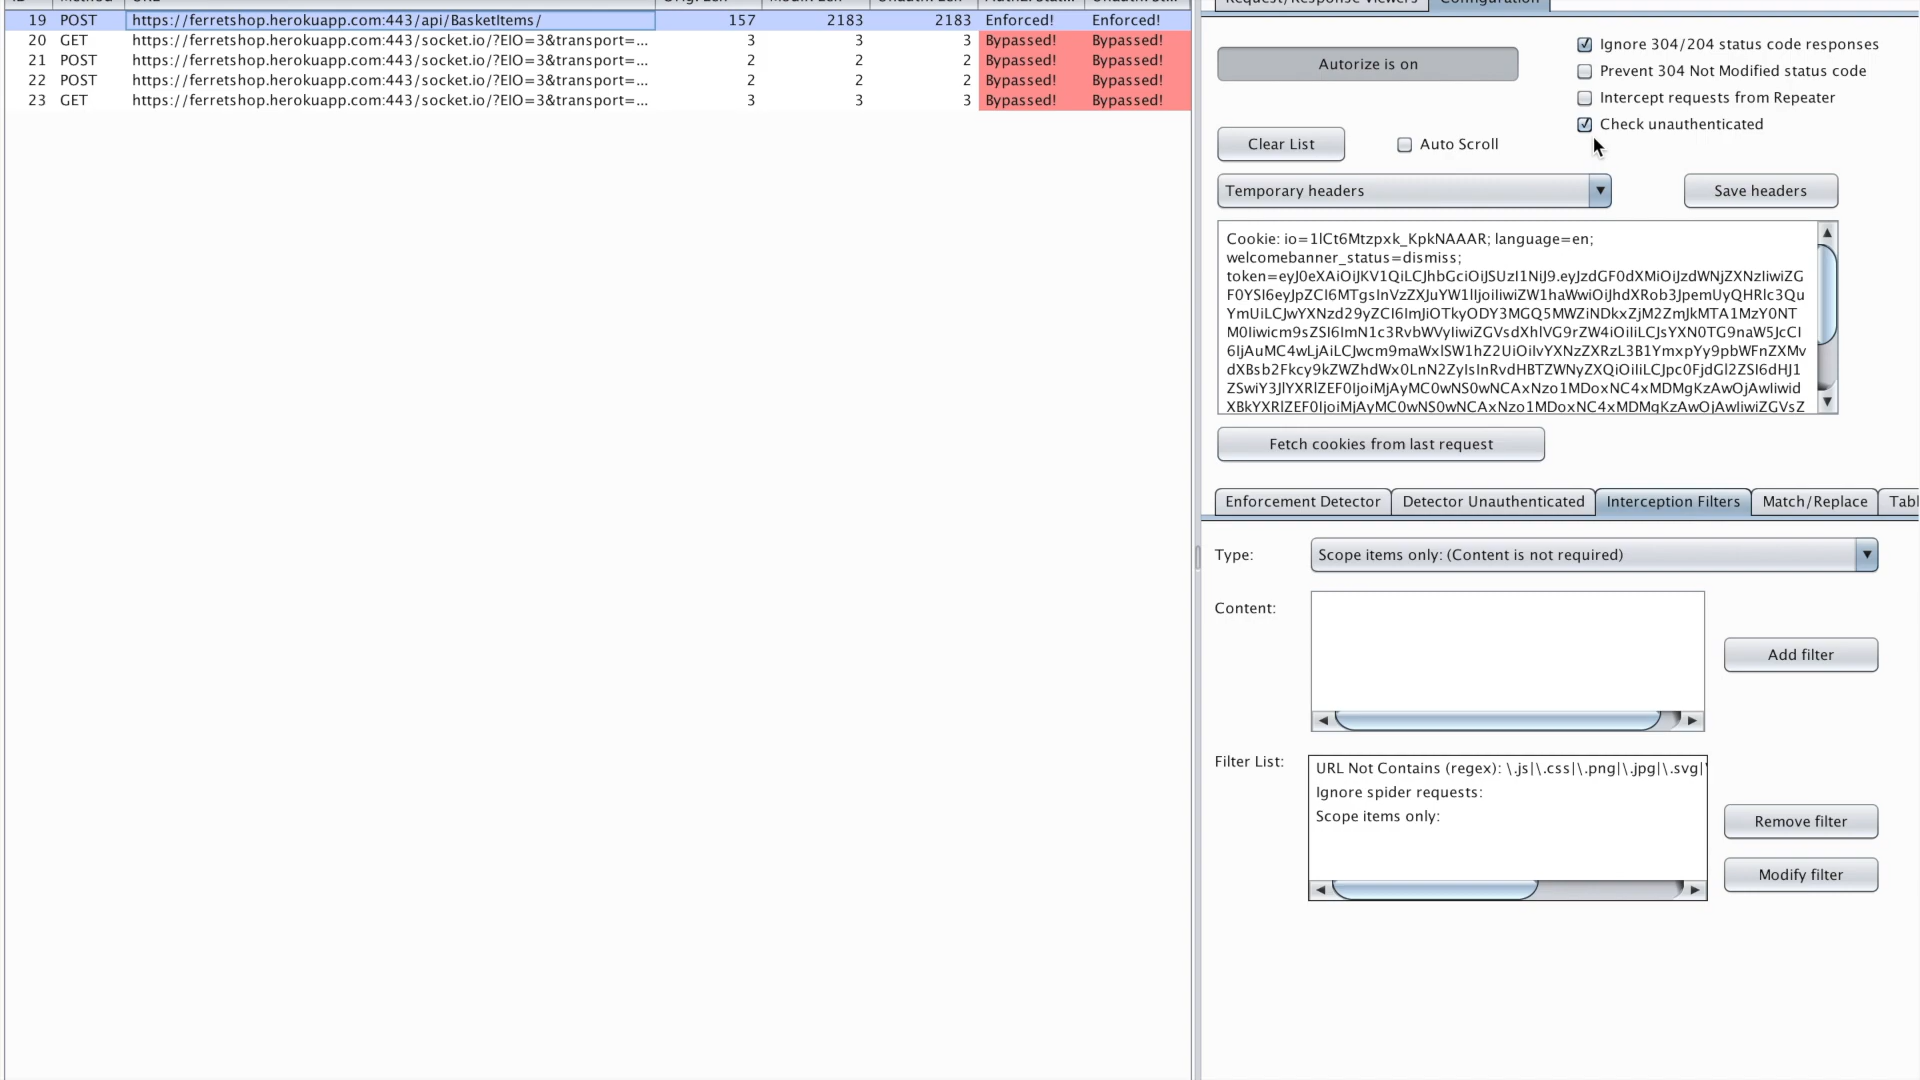 19 POST https://ferretshop.herokuapp.com:443/api/BasketItems/ 157 2183 2183 Enforced! Enforced!
20 GET https://ferretshop.herokuapp.com:443/socket.io/?EIO=3&transport=... 3 3 3 Bypassed! Bypassed!
21 POST https://ferretshop.herokuapp.com:443/socket.io/?EIO=3&transport=... 2 2 2 Bypassed! Bypassed!
22 POST https://ferretshop.herokuapp.com:443/socket.io/?EIO=3&transport=... 2 2 2 Bypassed! Bypassed!
23 GET https://ferretshop.herokuapp.com:443/socket.io/?EIO=3&transport=... 3 3 3 Bypassed! Bypassed!
Request/Response Viewers Configuration
Autorize is on
Ignore 304/204 status code responses
Prevent 304 Not Modified status code
Intercept requests from Repeater
Check unauthenticated
Clear List
Auto Scroll
Temporary headers
Save headers
Cookie: io=1lCt6Mtzpxk_KpkNAAAR; language=en;
welcomebanner_status=dismiss;
Fetch cookies from last request
Enforcement Detector Detector Unauthenticated Interception Filters Match/Replace Tabl
Type: Scope items only: (Content is not required)
Content:
Add filter
Filter List:
URL Not Contains (regex): \.js|\.css|\.png|\.jpg|\.svg|
Ignore spider requests:
Scope items only:
Remove filter
Modify filter